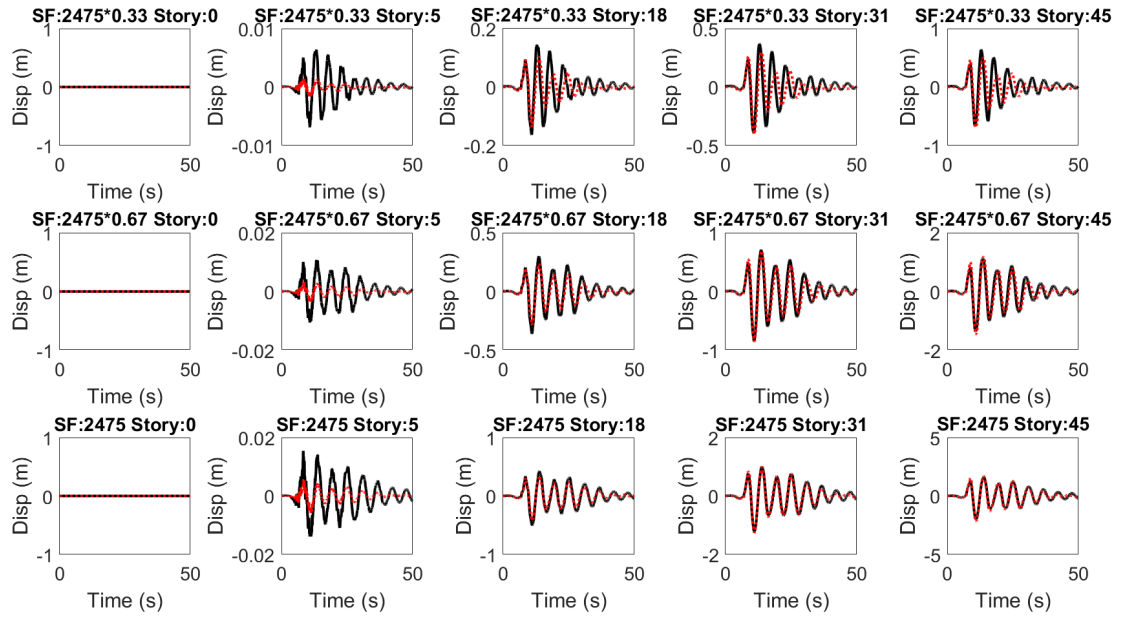 SF:2475*0.33 Story:0
1
0
-1
0
50
Disp (m)
Time (s)
SF:2475*0.33 Story:5
0.01
0
-0.01
0
50
Disp (m)
Time (s)
SF:2475*0.33 Story:18
0.2
0
-0.2
0
50
Disp (m)
Time (s)
SF:2475*0.33 Story:31
0.5
0
-0.5
0
50
Disp (m)
Time (s)
SF:2475*0.33 Story:45
1
0
-1
0
50
Disp (m)
Time (s)
SF:2475*0.67 Story:0
1
0
-1
0
50
Disp (m)
Time (s)
SF:2475*0.67 Story:5
0.02
0
-0.02
0
50
Disp (m)
Time (s)
SF:2475*0.67 Story:18
0.5
0
-0.5
0
50
Disp (m)
Time (s)
SF:2475*0.67 Story:31
1
0
-1
0
50
Disp (m)
Time (s)
SF:2475*0.67 Story:45
2
0
-2
0
50
Disp (m)
Time (s)
SF:2475 Story:0
1
0
-1
0
50
Disp (m)
Time (s)
SF:2475 Story:5
0.02
0
-0.02
0
50
Disp (m)
Time (s)
SF:2475 Story:18
1
0
-1
0
50
Disp (m)
Time (s)
SF:2475 Story:31
2
0
-2
0
50
Disp (m)
Time (s)
SF:2475 Story:45
5
0
-5
0
50
Disp (m)
Time (s)